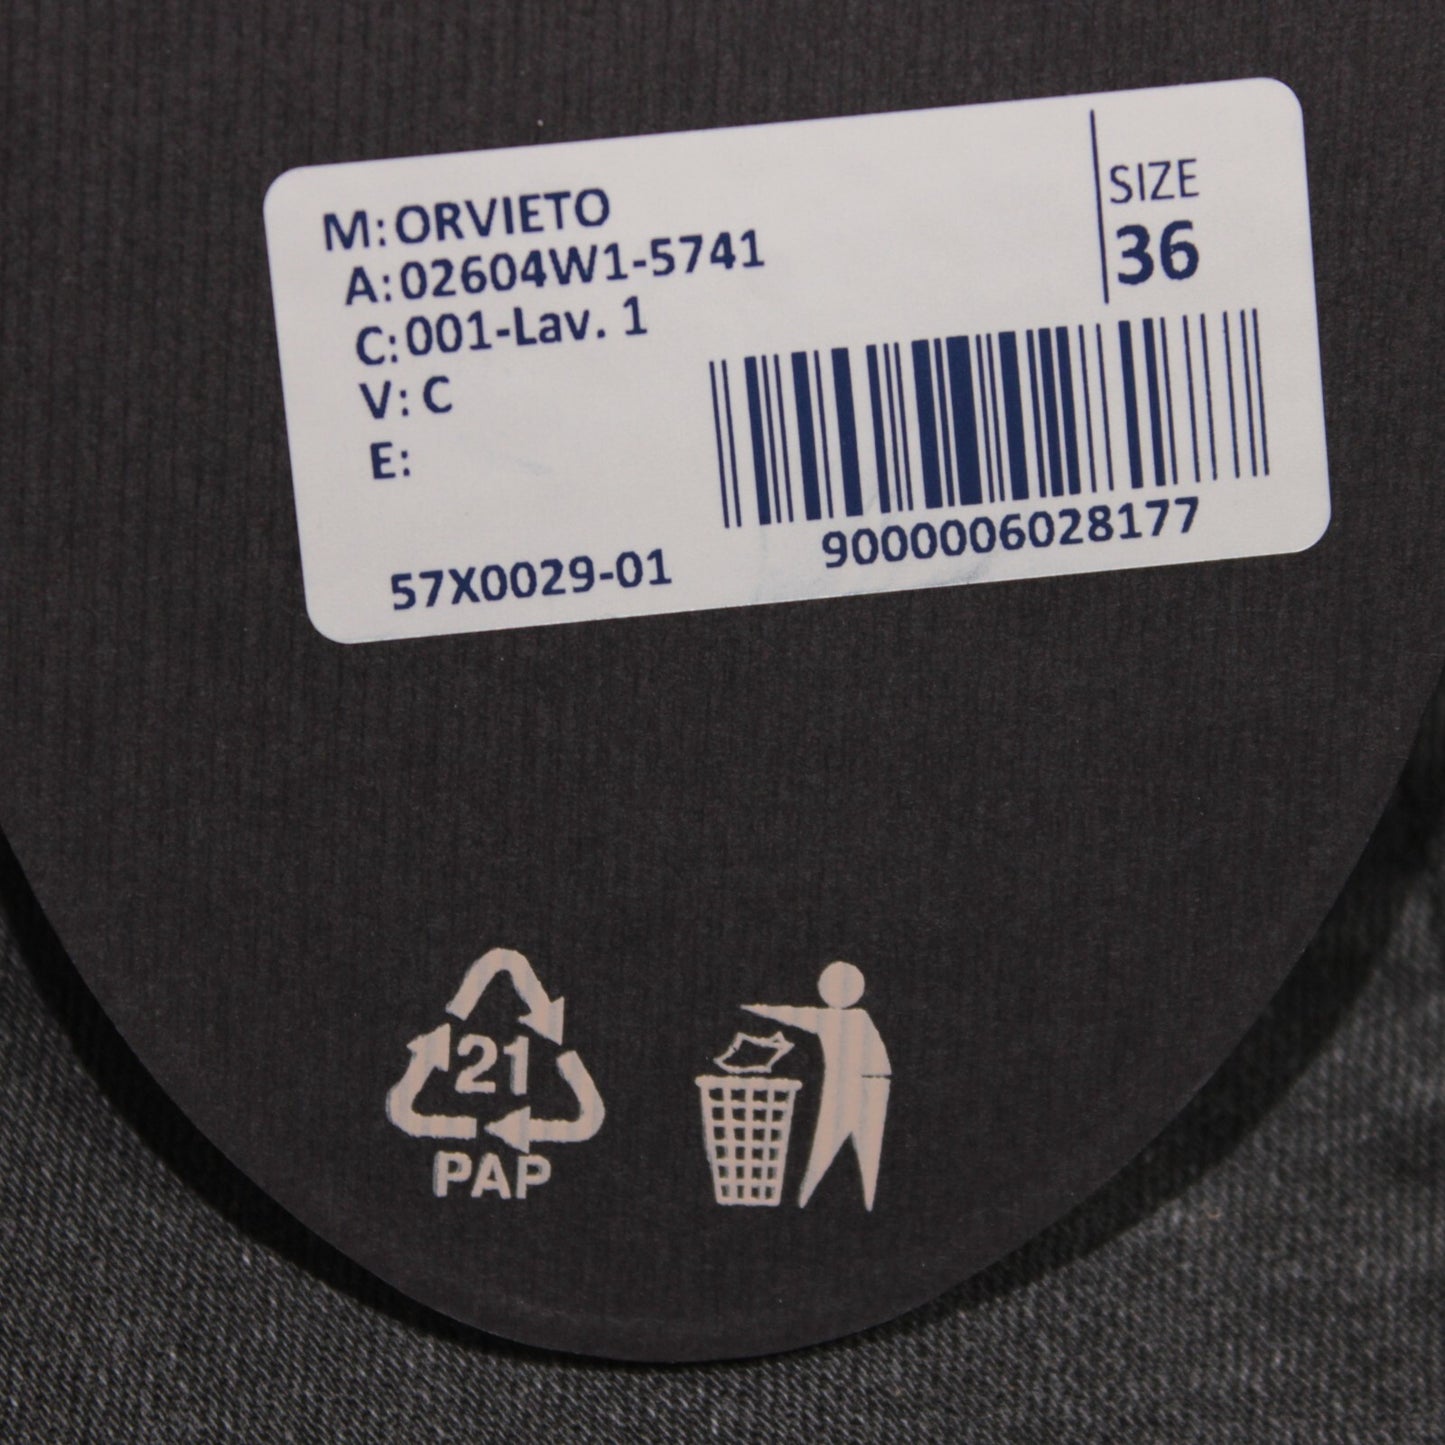 M: ORVIETO
A: 02604W1-5741
C: 001-Lav. 1
V: C
E:
SIZE
36
57X0029-01
9000006028177
21
PAP